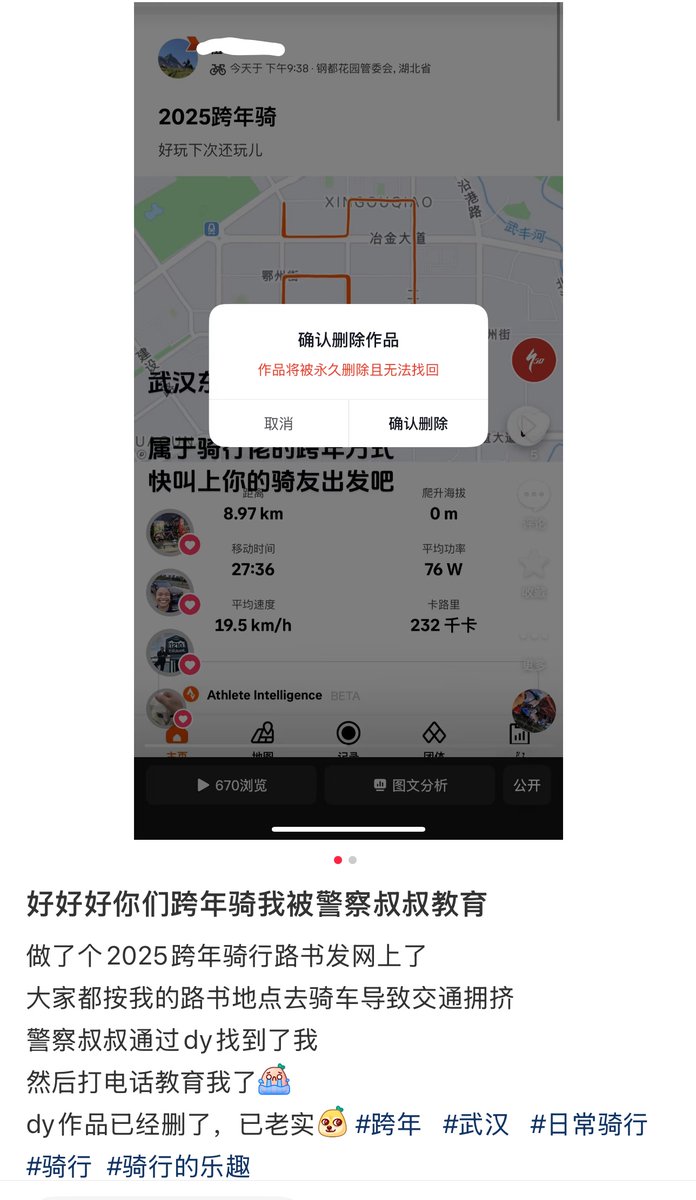 今天于 下午9:38 · 钢都花园管委会, 湖北省
2025跨年骑
好玩下次还玩儿
XINGOUQIAO
沿港路
武丰河
冶金大道
鄂州街
州街
建设
确认删除作品
作品将被永久删除且无法找回
取消
确认删除
武汉东
属于骑行佬的跨年方式
快叫上你的骑友出发吧
距离
8.97 km
爬升海拔
0 m
移动时间
27:36
平均功率
76 W
平均速度
19.5 km/h
卡路里
232 千卡
评论
收藏
更多
Athlete Intelligence BETA
主页
地图
记录
团体
670浏览
图文分析
公开
好好好你们跨年骑我被警察叔叔教育
做了个2025跨年骑行路书发网上了
大家都按我的路书地点去骑车导致交通拥挤
警察叔叔通过dy找到了我
然后打电话教育我了
dy作品已经删了，已老实 #跨年 #武汉 #日常骑行
#骑行 #骑行的乐趣